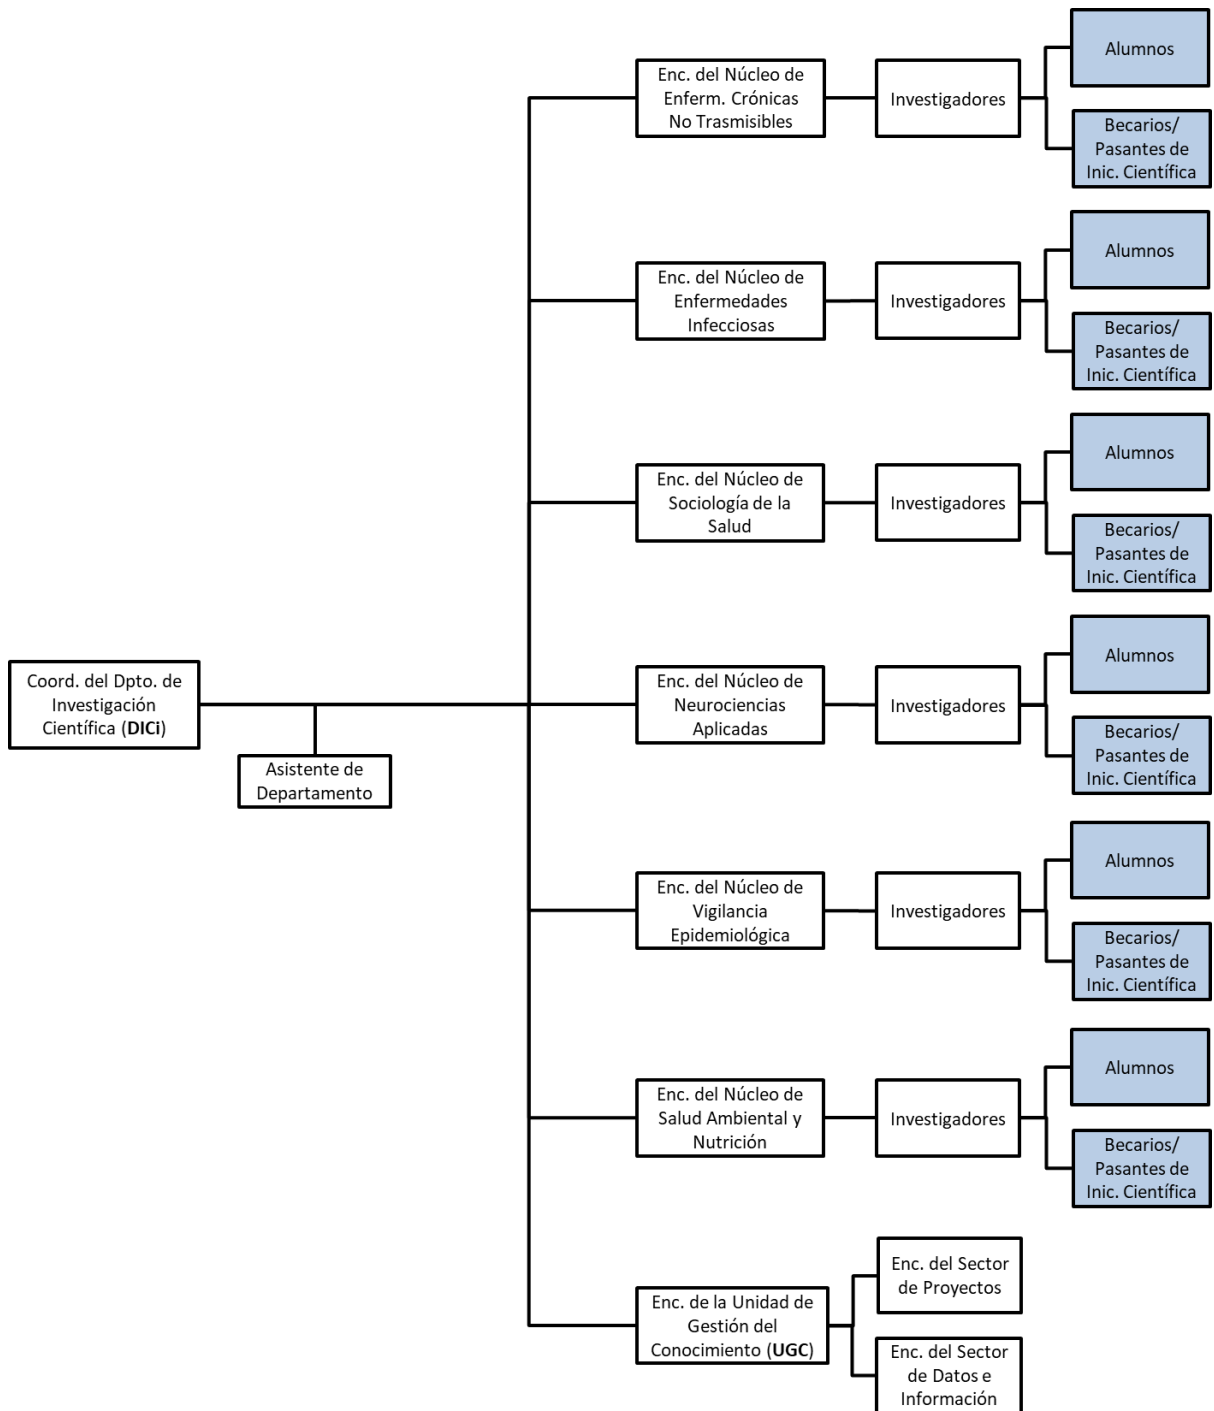 Coord. del Dpto. de
Investigación
Científica (DICi)
Asistente de
Departamento
Enc. del Núcleo de
Enferm. Crónicas
No Trasmisibles
Investigadores
Alumnos
Becarios/
Pasantes de
Inic. Científica
Enc. del Núcleo de
Enfermedades
Infecciosas
Investigadores
Alumnos
Becarios/
Pasantes de
Inic. Científica
Enc. del Núcleo de
Sociología de la
Salud
Investigadores
Alumnos
Becarios/
Pasantes de
Inic. Científica
Enc. del Núcleo de
Neurociencias
Aplicadas
Investigadores
Alumnos
Becarios/
Pasantes de
Inic. Científica
Enc. del Núcleo de
Vigilancia
Epidemiológica
Investigadores
Alumnos
Becarios/
Pasantes de
Inic. Científica
Enc. del Núcleo de
Salud Ambiental y
Nutrición
Investigadores
Alumnos
Becarios/
Pasantes de
Inic. Científica
Enc. de la Unidad de
Gestión del
Conocimiento (UGC)
Enc. del Sector
de Proyectos
Enc. del Sector
de Datos e
Información